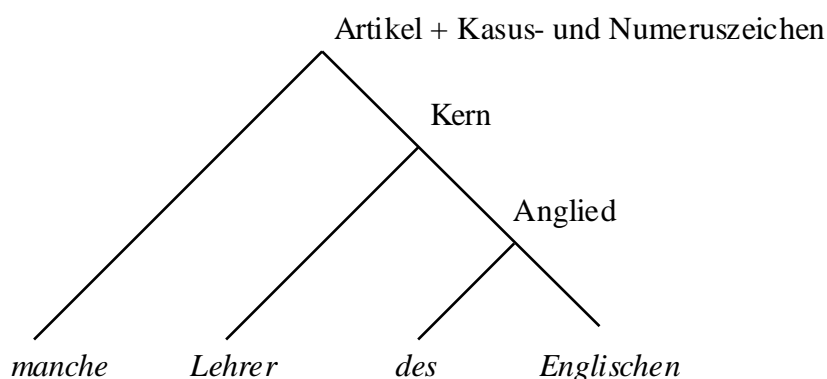 Artikel + Kasus- und Numeruszeichen
Kern
Anglied
manche Lehrer des Englischen